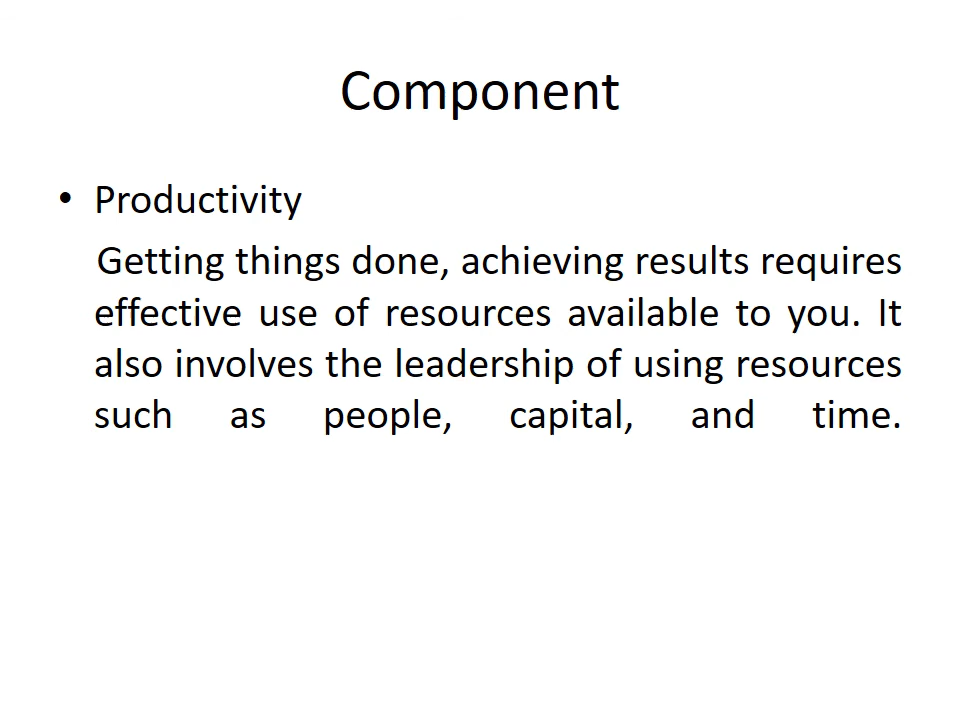 Component
• Productivity
Getting things done, achieving results requires
effective use of resources available to you. It
also involves the leadership of using resources
such as people, capital, and time.